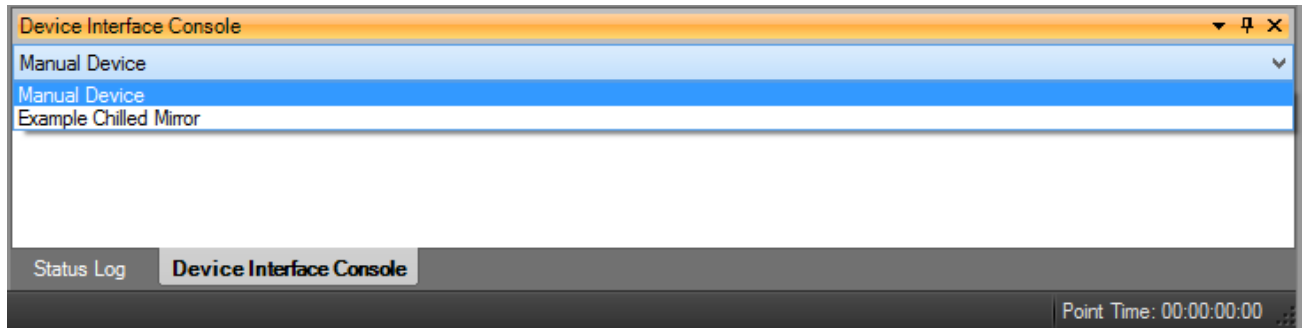 Device Interface Console
Manual Device
Manual Device
Example Chilled Mirror
Status Log Device Interface Console
Point Time: 00:00:00:00